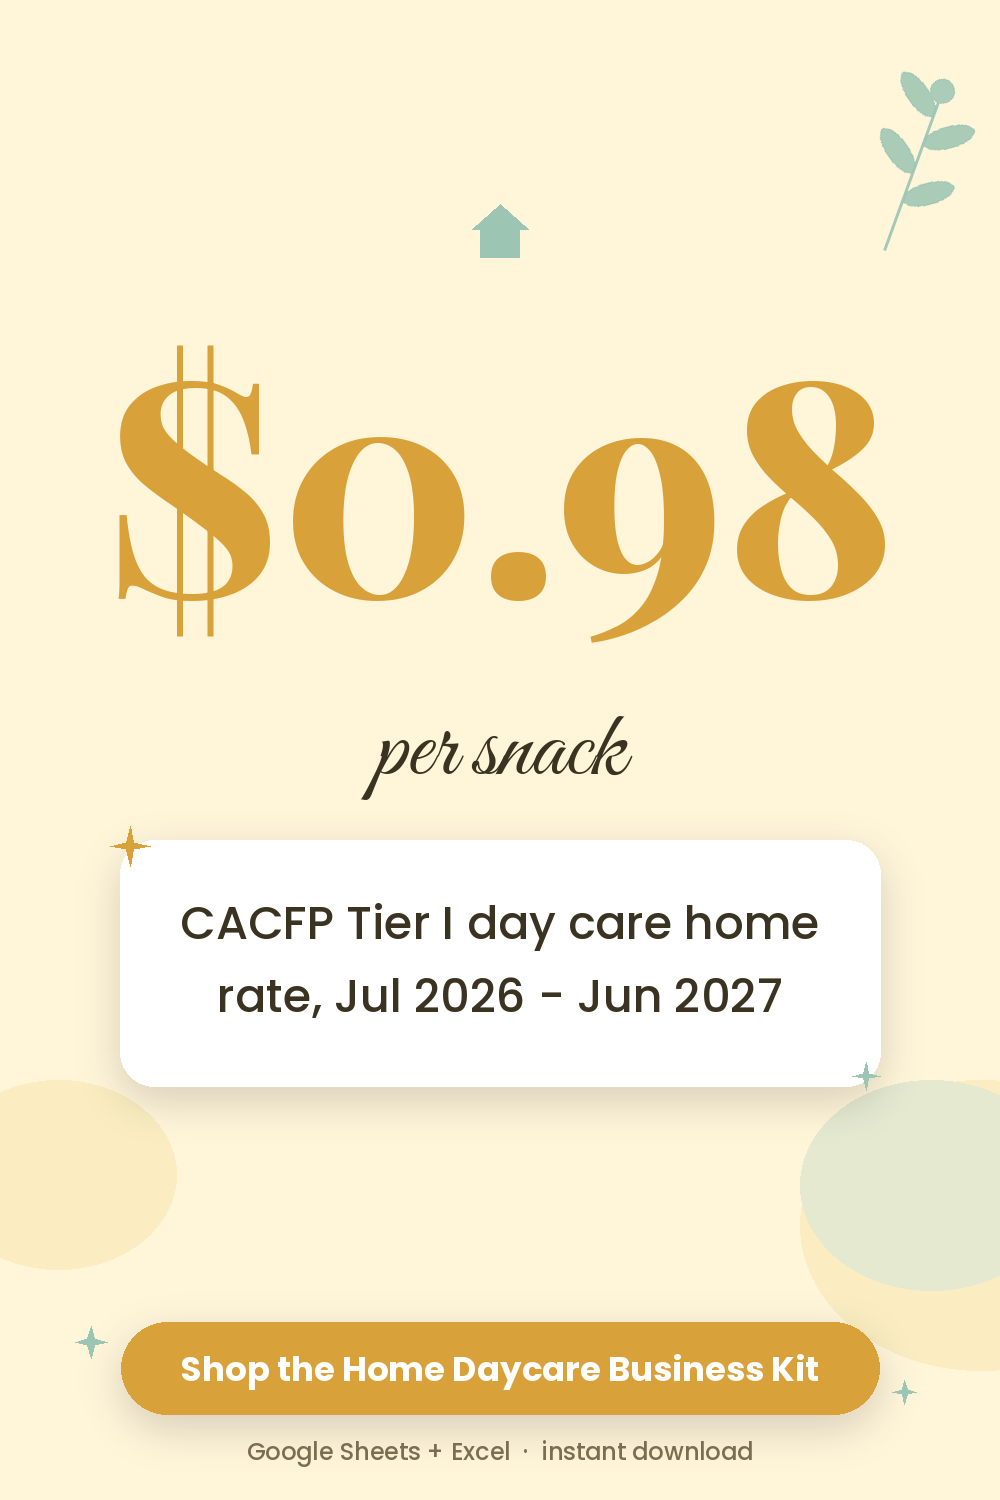 $0.98
per snack
CACFP Tier I day care home
rate, Jul 2026 - Jun 2027
Shop the Home Daycare Business Kit
Google Sheets + Excel · instant download